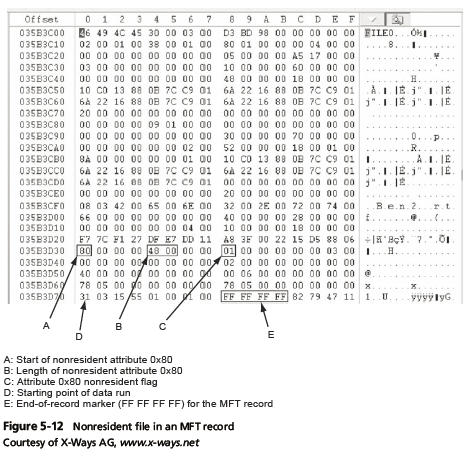 Offset 0 1 2 3 4 5 6 7 8 9 A B C D E F
035B3C00 46 49 4C 45 30 00 03 00 D3 BD 98 00 00 00 00 00 FILE0...Ó½
035B3C10 02 00 01 00 38 00 01 00 80 01 00 00 00 04 00 00 ....8...
035B3C20 00 00 00 00 00 00 00 00 05 00 00 00 A5 17 00 00 ............¥...
035B3C30 03 00 00 00 00 00 00 00 10 00 00 00 60 00 00 00
035B3C40 00 00 00 00 00 00 00 00 48 00 00 00 18 00 00 00 ........H.......
035B3C50 10 C0 13 88 0B 7C C9 01 6A 22 16 88 0B 7C C9 01 .À. .|É.j". .|É
035B3C60 6A 22 16 88 0B 7C C9 01 6A 22 16 88 0B 7C C9 01 j". .|É.j". .|É
035B3C70 20 00 00 00 00 00 00 00 00 00 00 00 00 00 00 00
035B3C80 00 00 00 00 09 01 00 00 00 00 00 00 00 00 00 00
035B3C90 00 00 00 00 00 00 00 00 30 00 00 00 70 00 00 00 ........0...p...
035B3CA0 00 00 00 00 00 00 02 00 52 00 00 00 18 00 01 00 ........R.......
035B3CB0 8A 00 00 00 00 00 01 00 10 C0 13 88 0B 7C C9 01 .À. .|É.
035B3CC0 6A 22 16 88 0B 7C C9 01 6A 22 16 88 0B 7C C9 01 j". .|É.j". .|É.
035B3CD0 6A 22 16 88 0B 7C C9 01 00 00 00 00 00 00 00 00 j". .|É.........
035B3CE0 00 00 00 00 00 00 00 00 20 00 00 00 00 00 00 00
035B3CF0 08 03 42 00 65 00 6E 00 32 00 2E 00 72 00 74 00 ..B.e.n.2...r.t.
035B3D00 66 00 00 00 00 00 00 00 40 00 00 00 28 00 00 00 f.......@...(...
035B3D10 00 00 00 00 00 00 04 00 10 00 00 00 18 00 00 00
035B3D20 F7 7C CF 1F 27 DF E7 DD 11 A8 3F 00 22 15 D5 88 06
035B3D30 80 00 00 00 48 00 00 00 01 00 00 00 00 00 03 00 ....H...........
035B3D40 00 00 00 00 00 00 00 00 02 00 00 00 00 00 00 00
035B3D50 40 00 00 00 00 00 00 00 00 06 00 00 00 00 00 00 @...............
035B3D60 78 05 00 00 00 00 00 00 78 05 00 00 00 00 00 00 x.......x.......
035B3D70 31 03 15 55 01 00 01 00 FF FF FF FF 82 79 47 11 1..U....ÿÿÿÿ yG
A B C
D E
A: Start of nonresident attribute 0x80
B: Length of nonresident attribute 0x80
C: Attribute 0x80 nonresident flag
D: Starting point of data run
E: End-of-record marker (FF FF FF FF) for the MFT record
Figure 5-12 Nonresident file in an MFT record
Courtesy of X-Ways AG, www.x-ways.net